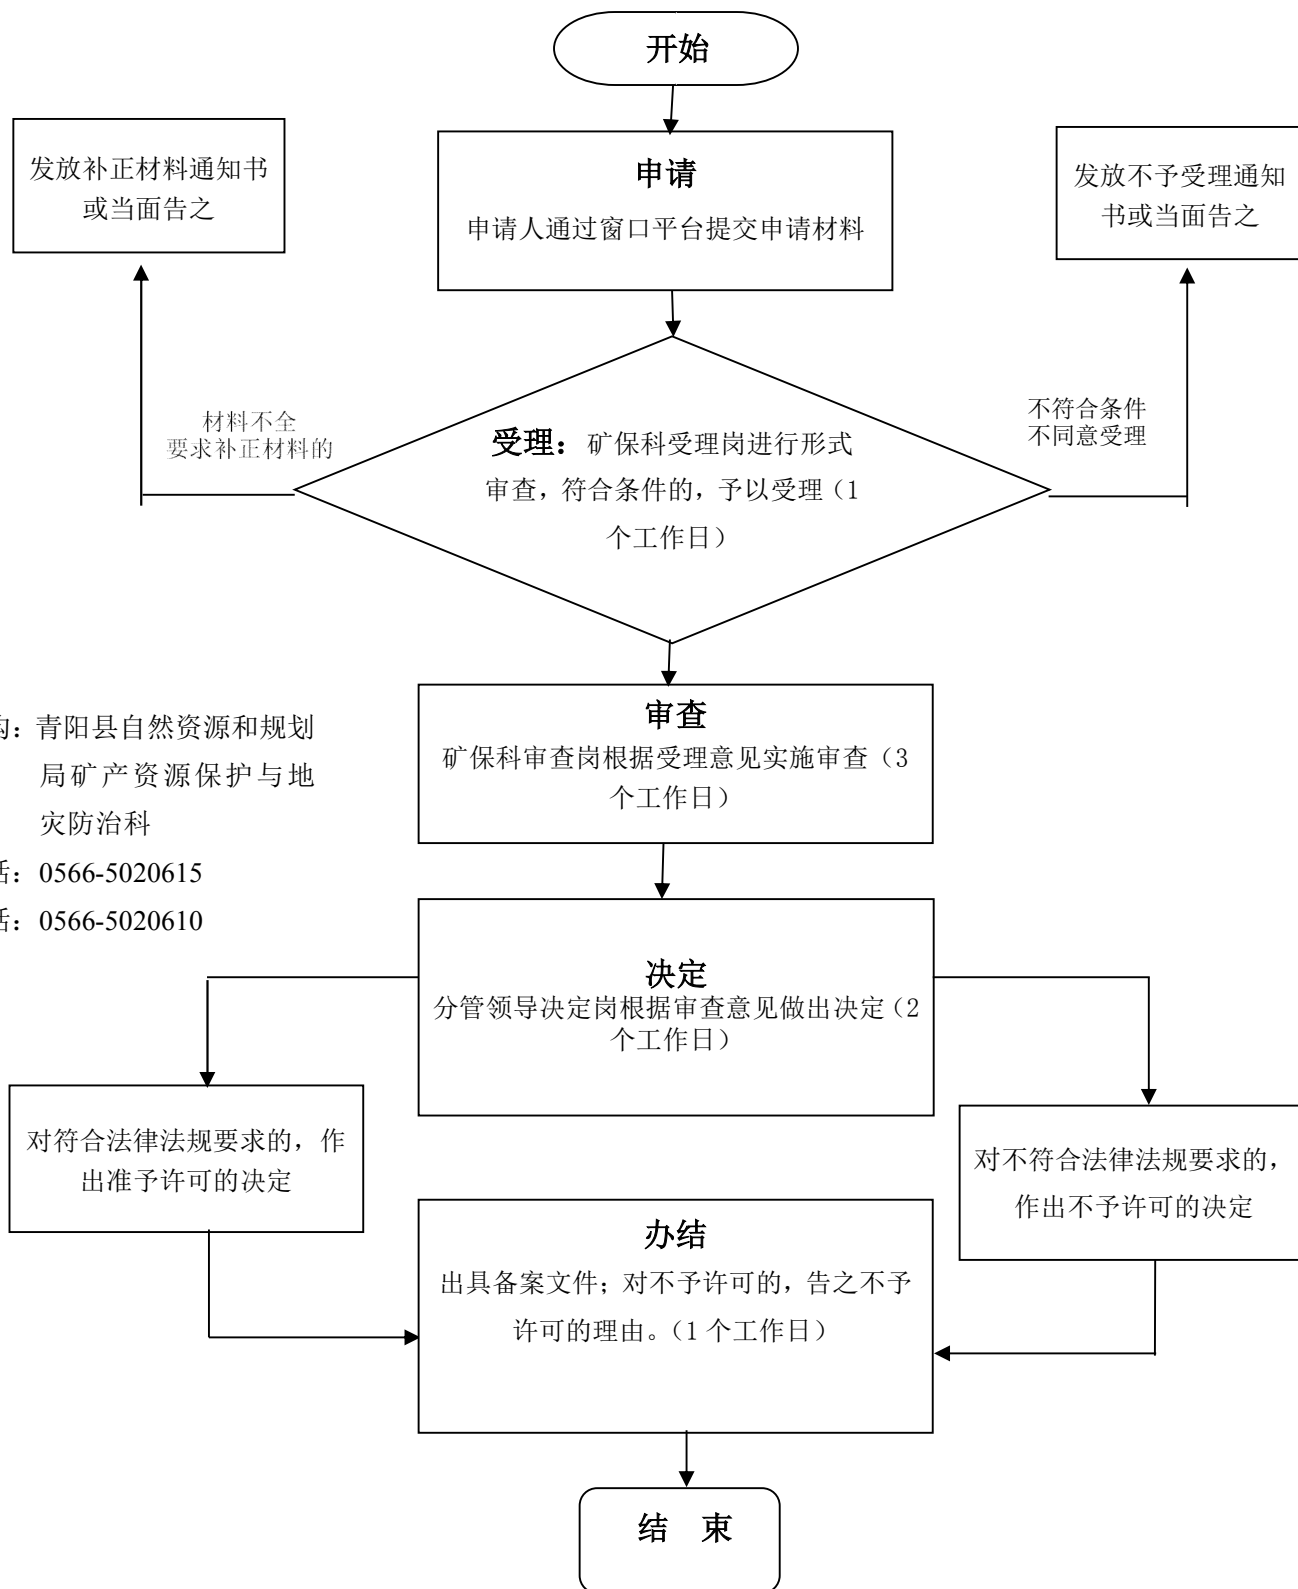 开始
申请
申请人通过窗口平台提交申请材料
发放补正材料通知书
或当面告之
发放不予受理通知
书或当面告之
材料不全
要求补正材料的
不符合条件
不同意受理
受理：矿保科受理岗进行形式
审查，符合条件的，予以受理（1
个工作日）
审查
矿保科审查岗根据受理意见实施审查（3
个工作日）
：青阳县自然资源和规划
局矿产资源保护与地
灾防治科
：0566-5020615
：0566-5020610
决定
分管领导决定岗根据审查意见做出决定（2
个工作日）
对符合法律法规要求的，作
出准予许可的决定
对不符合法律法规要求的，
作出不予许可的决定
办结
出具备案文件；对不予许可的，告之不予
许可的理由。（1 个工作日）
结 束